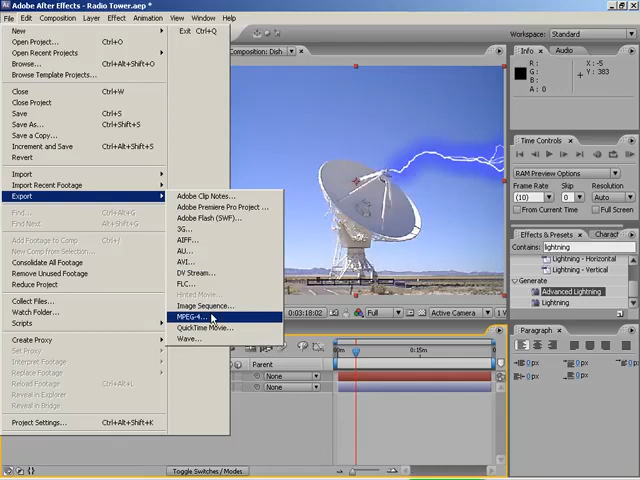 Adobe After Effects - Radio Tower.aep *
File Edit Composition Layer Effect Animation View Window Help
New
Exit Ctrl+Q
Open Project... Ctrl+O
Open Recent Projects
Browse... Ctrl+Alt+Shift+O
Browse Template Projects...
Close Ctrl+W
Close Project
Save Ctrl+S
Save As... Ctrl+Shift+S
Save a Copy...
Increment and Save Ctrl+Alt+Shift+S
Revert
Import
Import Recent Footage
Export
Find... Ctrl+Alt+G
Find Next Ctrl+Alt+Shift+G
Add Footage to Comp Ctrl+/
New Comp from Selection...
Consolidate All Footage
Remove Unused Footage
Reduce Project
Collect Files...
Watch Folder...
Scripts
Create Proxy
Set Proxy
Interpret Footage
Replace Footage
Reload Footage Ctrl+Alt+L
Reveal in Explorer
Reveal in Bridge
Project Settings... Ctrl+Alt+Shift+K
Adobe Clip Notes...
Adobe Premiere Pro Project ...
Adobe Flash (SWF)...
3G...
AIFF...
AU...
AVI...
DV Stream...
FLC...
Hinted Movie...
Image Sequence...
MPEG-4...
QuickTime Movie...
Wave...
Composition: Dish
0;03;18;02
Full
Active Camera
Workspace: Standard
Info
Audio
R :
G :
B :
A : 0
X : -5
Y : 383
Time Controls
RAM Preview Options
Frame Rate Skip Resolution
(10) 0 Auto
From Current Time Full Screen
Effects & Presets
Charact
Contains: lightning
Lightning - Horizontal
Lightning - Vertical
Generate
Advanced Lightning
Lightning
Paragraph
0 px
0 px
0 px
0 px
0 px
Parent
None
None
0:15m
Toggle Switches / Modes